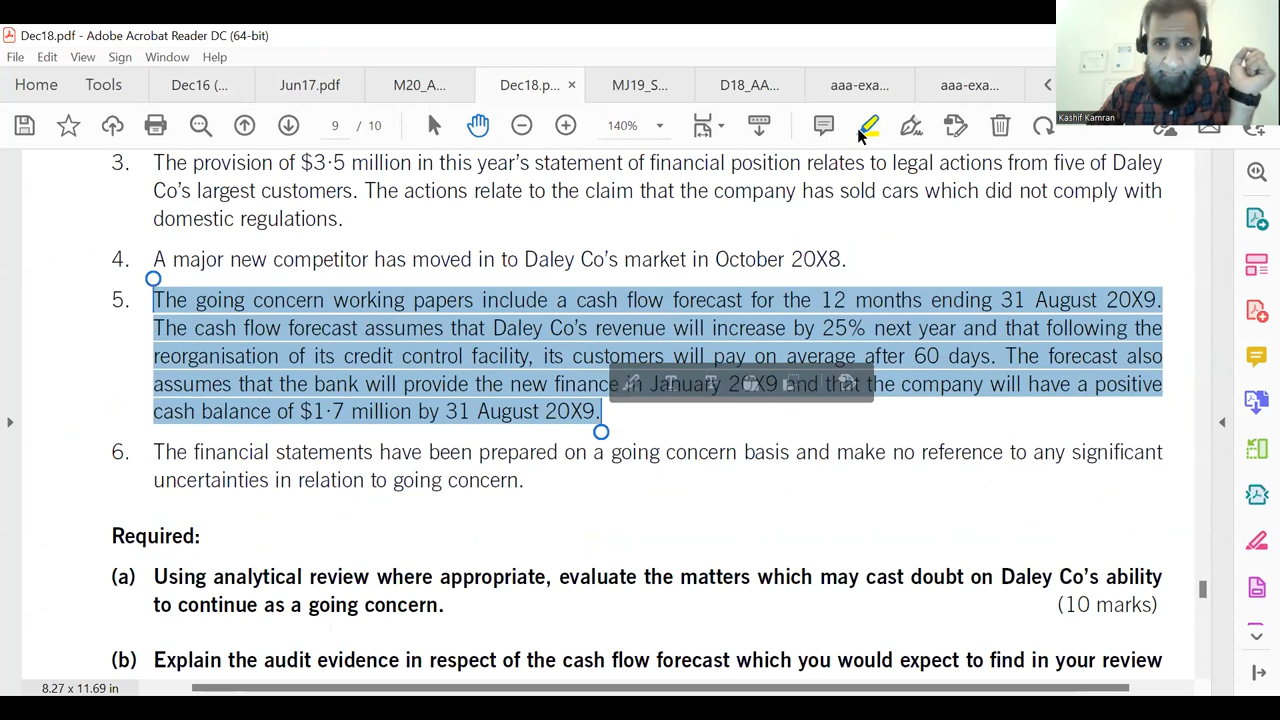 Dec18.pdf - Adobe Acrobat Reader DC (64-bit)
File Edit View Sign Window Help
Home Tools Dec16 (... Jun17.pdf M20_A... Dec18.p... × MJ19_S... D18_AA... aaa-exa... aaa-exa...
9 / 10 140%
Kashif Kamran
3. The provision of $3·5 million in this year's statement of financial position relates to legal actions from five of Daley
Co's largest customers. The actions relate to the claim that the company has sold cars which did not comply with
domestic regulations.
4. A major new competitor has moved in to Daley Co's market in October 20X8.
5. The going concern working papers include a cash flow forecast for the 12 months ending 31 August 20X9.
The cash flow forecast assumes that Daley Co's revenue will increase by 25% next year and that following the
reorganisation of its credit control facility, its customers will pay on average after 60 days. The forecast also
assumes that the bank will provide the new finance in January 20X9 and that the company will have a positive
cash balance of $1·7 million by 31 August 20X9.
6. The financial statements have been prepared on a going concern basis and make no reference to any significant
uncertainties in relation to going concern.
Required:
(a) Using analytical review where appropriate, evaluate the matters which may cast doubt on Daley Co's ability
to continue as a going concern. (10 marks)
(b) Explain the audit evidence in respect of the cash flow forecast which you would expect to find in your review
8.27 x 11.69 in